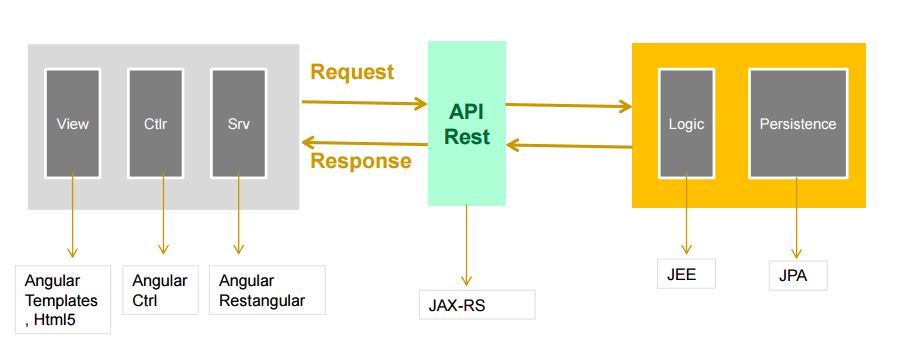 Request
API
Rest
Response
View
Ctlr
Srv
Logic
Persistence
Angular
Templates
, Html5
Angular
Ctrl
Angular
Restangular
JAX-RS
JEE
JPA